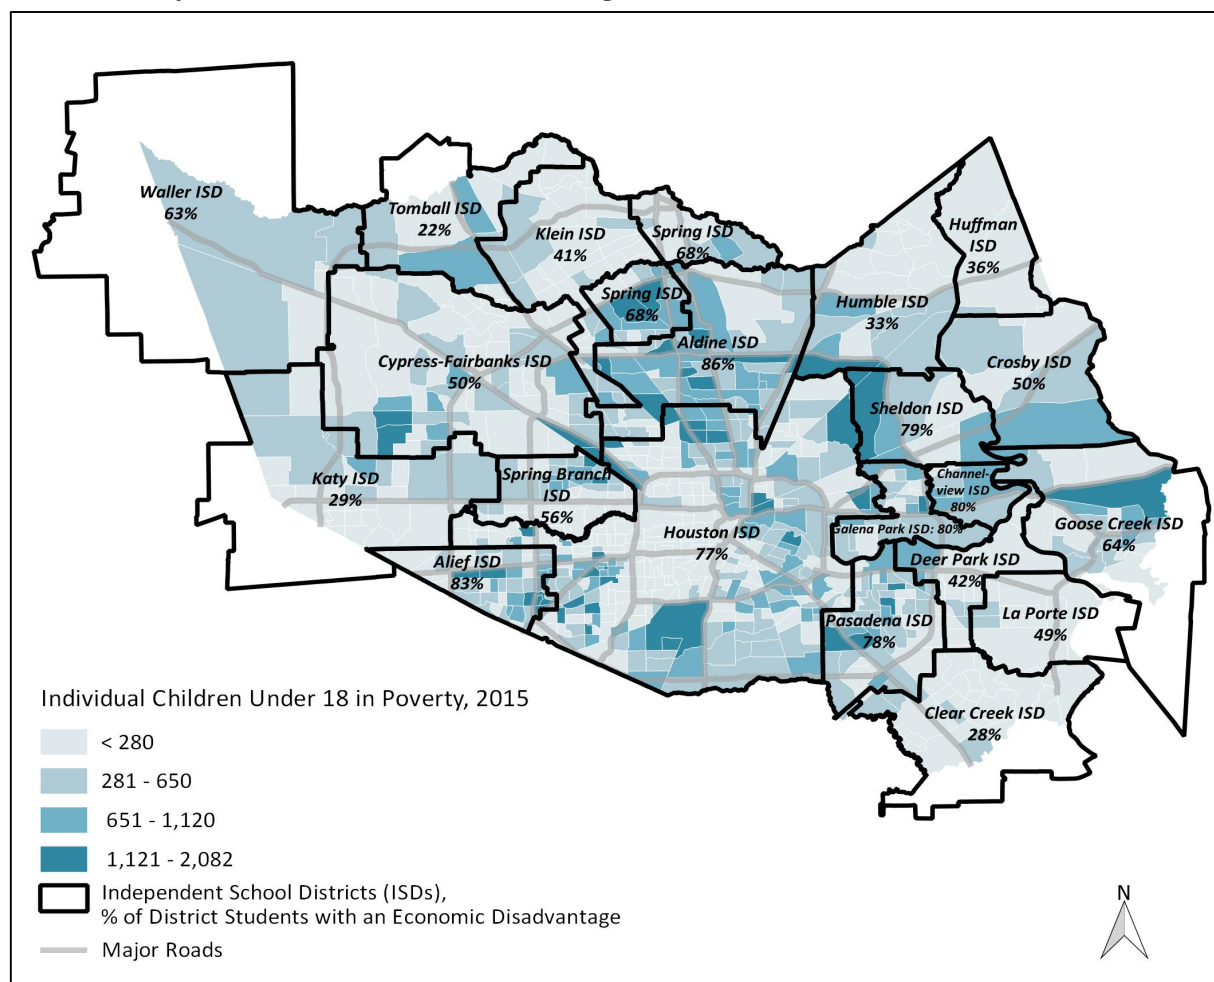 Waller ISD
63%
Tomball ISD
22%
Klein ISD
41%
Spring ISD
68%
Huffman
ISD
36%
Spring ISD
68%
Humble ISD
33%
Aldine ISD
86%
Cypress-Fairbanks ISD
50%
Crosby ISD
50%
Sheldon ISD
79%
Katy ISD
29%
Spring Branch
ISD
56%
Channel-
view ISD
80%
Houston ISD
77%
Galena Park ISD: 80%
Goose Creek ISD
64%
Alief ISD
83%
Deer Park ISD
42%
Pasadena ISD
78%
La Porte ISD
49%
Clear Creek ISD
28%
Individual Children Under 18 in Poverty, 2015
< 280
281 - 650
651 - 1,120
1,121 - 2,082
Independent School Districts (ISDs),
% of District Students with an Economic Disadvantage
Major Roads
N